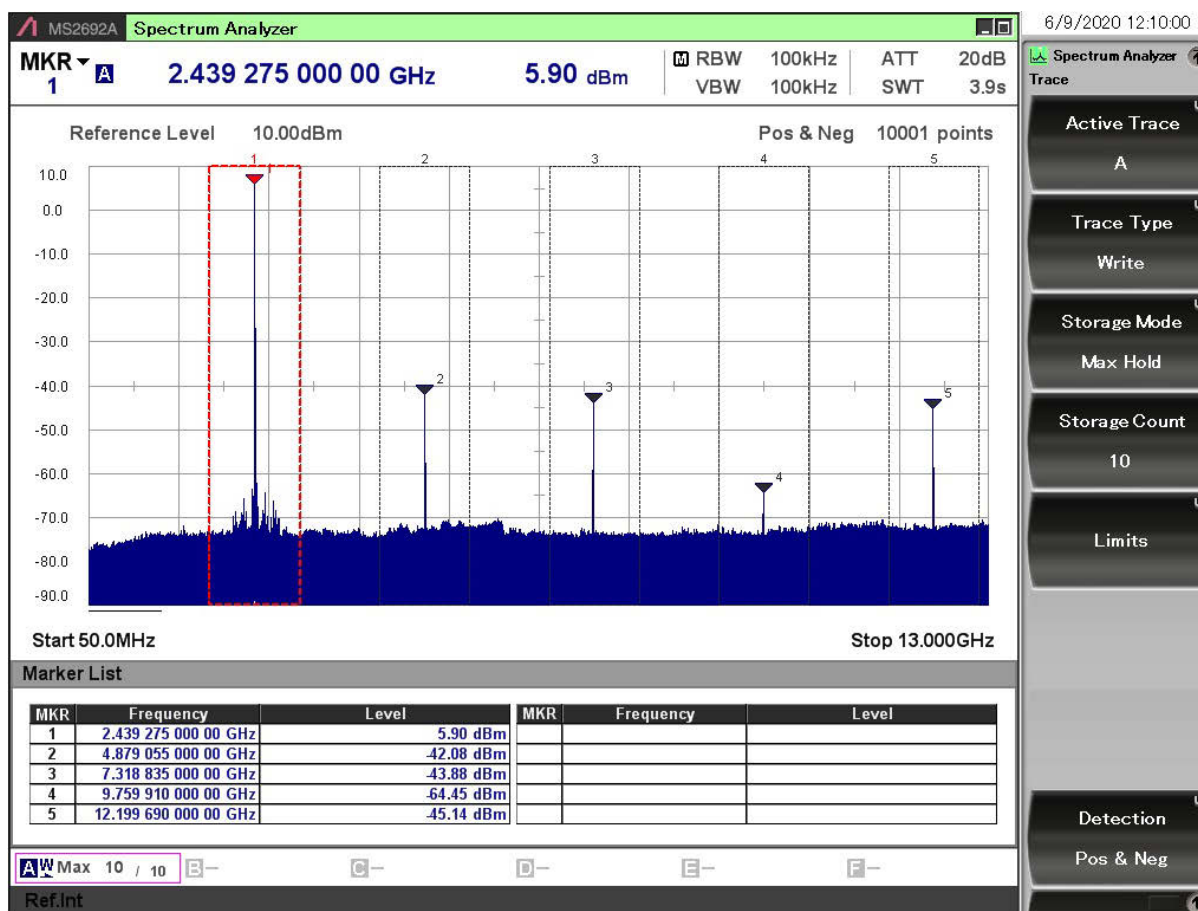 MS2692A Spectrum Analyzer
6/9/2020 12:10:00
MKR A 2.439 275 000 00 GHz 5.90 dBm M RBW 100kHz ATT 20dB
1 VBW 100kHz SWT 3.9s
Spectrum Analyzer
Trace
Reference Level 10.00dBm Pos & Neg 10001 points
1 2 3 4 5
10.0
0.0
-10.0
-20.0
-30.0
-40.0
-50.0
-60.0
-70.0
-80.0
-90.0
2
3
4
5
Start 50.0MHz Stop 13.000GHz
Marker List
MKR Frequency Level MKR Frequency Level
1 2.439 275 000 00 GHz 5.90 dBm
2 4.879 055 000 00 GHz -42.08 dBm
3 7.318 835 000 00 GHz -43.88 dBm
4 9.759 910 000 00 GHz -64.45 dBm
5 12.199 690 000 00 GHz -45.14 dBm
A W Max 10 / 10 B C D E F
Ref.Int
Active Trace
A
Trace Type
Write
Storage Mode
Max Hold
Storage Count
10
Limits
Detection
Pos & Neg